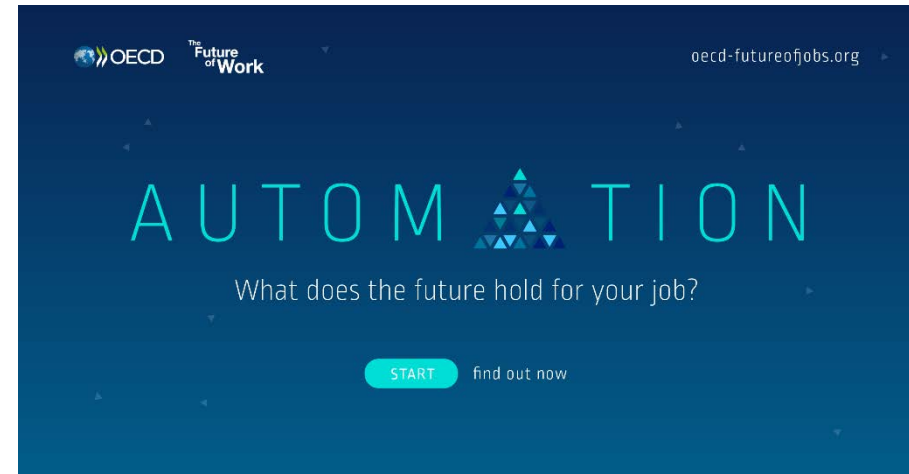 OECD
The Future of Work
oecd-futureofjobs.org
AUTOMATION
What does the future hold for your job?
START find out now